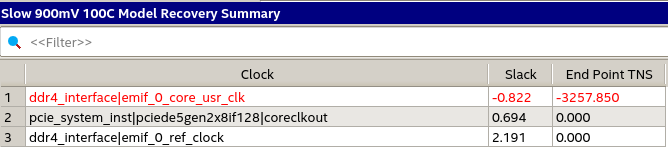 Slow 900mV 100C Model Recovery Summary
<<Filter>>
Clock Slack End Point TNS
1 ddr4_interface|emif_0_core_usr_clk -0.822 -3257.850
2 pcie_system_inst|pciede5gen2x8if128|coreclkout 0.694 0.000
3 ddr4_interface|emif_0_ref_clock 2.191 0.000